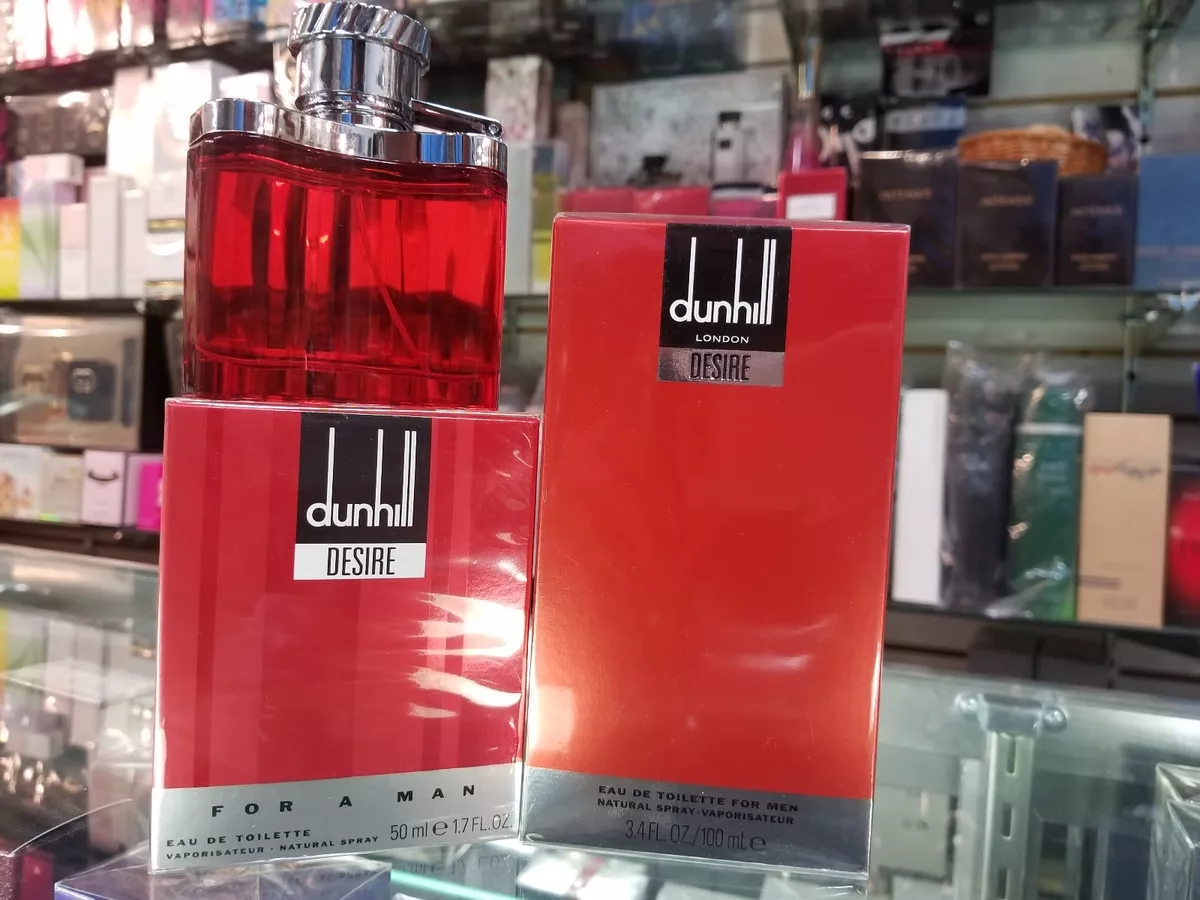 dunhill
DESIRE
FOR A MAN
EAU DE TOILETTE
VAPORISATEUR - NATURAL SPRAY
50 ml e 1.7 FL.OZ.
dunhill
LONDON
DESIRE
EAU DE TOILETTE FOR MEN
NATURAL SPRAY-VAPORISATEUR
3.4 FL. OZ./100 mL e